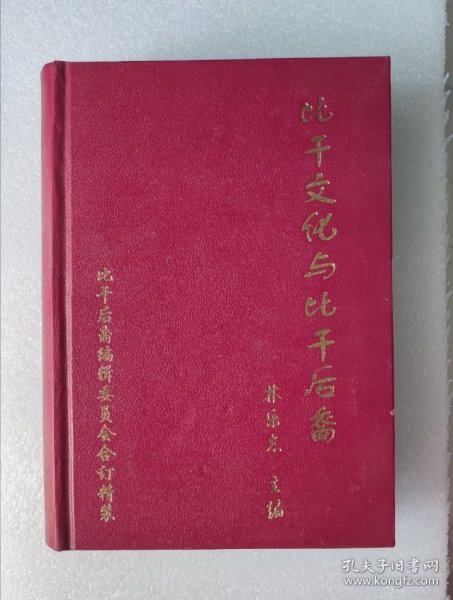 比干文化与比干后裔
林乐志 主编
比干后裔编辑委员会合订精装
孔夫子旧书网
www.kongfz.com